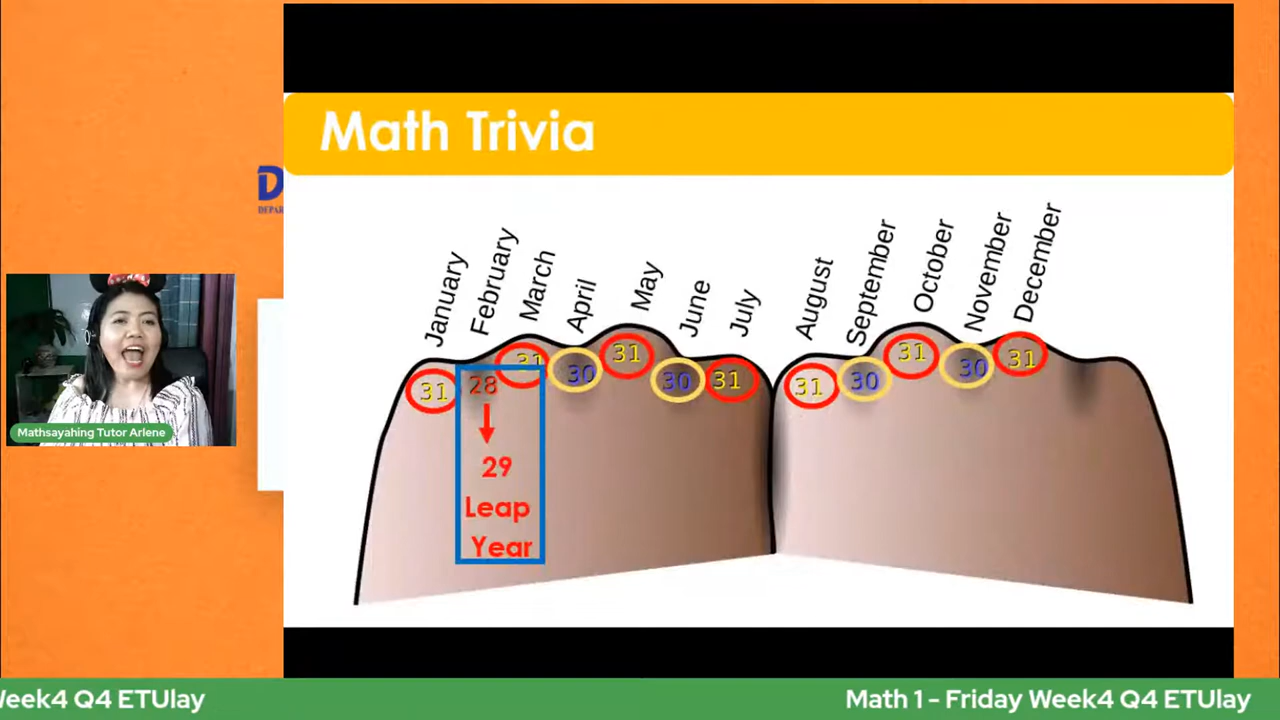 Math Trivia
D
DEPAR
January
February
March
April
May
June
July
August
September
October
November
December
31
28
31
30
31
30
31
31
30
31
30
31
29
Leap
Year
Mathsayahing Tutor Arlene
Week4 Q4 ETUlay
Math 1 - Friday Week4 Q4 ETUlay